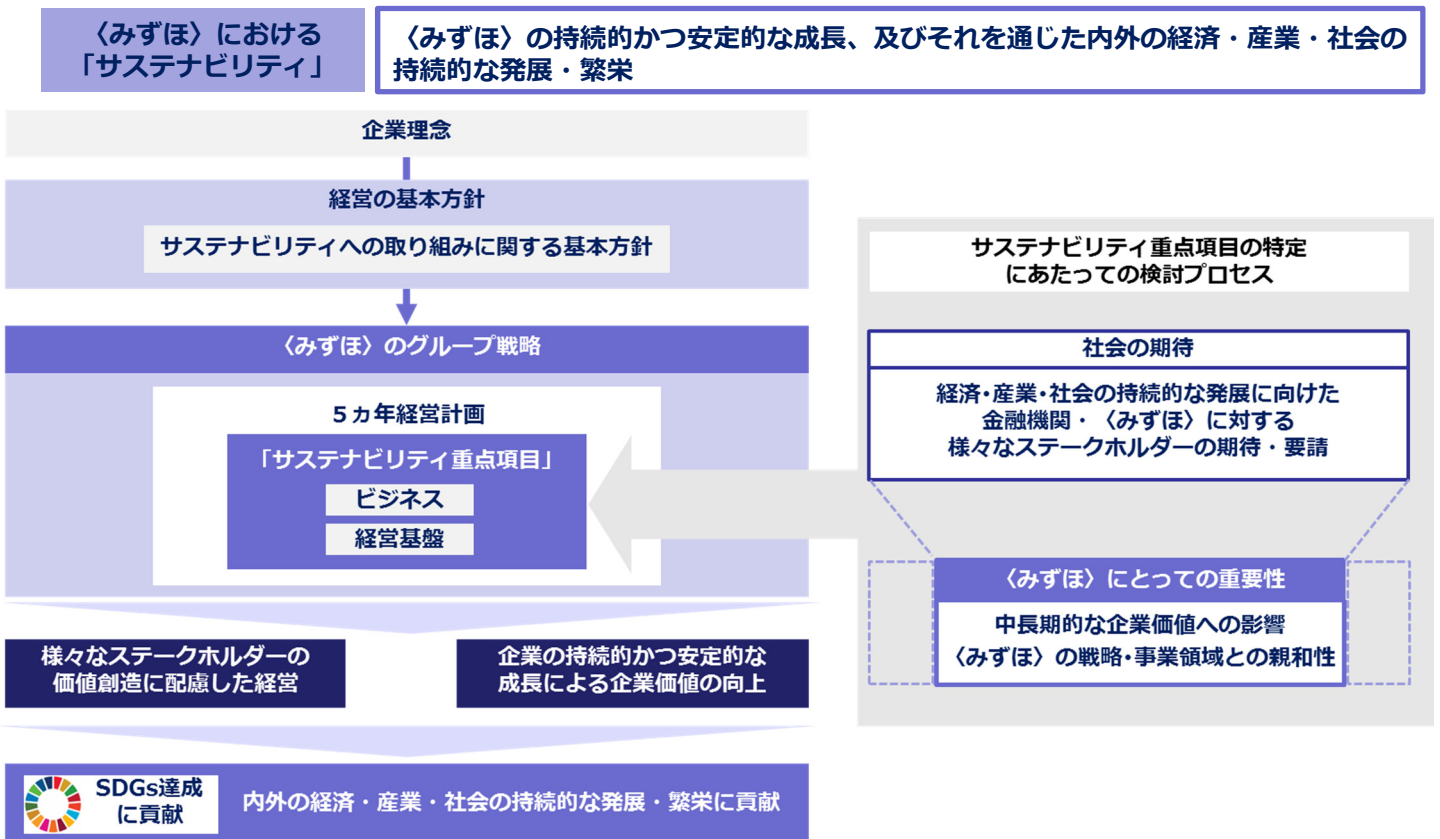 〈みずほ〉における
「サステナビリティ」
〈みずほ〉の持続的かつ安定的な成長、及びそれを通じた内外の経済・産業・社会の
持続的な発展・繁栄
企業理念
経営の基本方針
サステナビリティへの取り組みに関する基本方針
〈みずほ〉のグループ戦略
5ヵ年経営計画
「サステナビリティ重点項目」
ビジネス
経営基盤
サステナビリティ重点項目の特定
にあたっての検討プロセス
社会の期待
経済・産業・社会の持続的な発展に向けた
金融機関・〈みずほ〉に対する
様々なステークホルダーの期待・要請
〈みずほ〉にとっての重要性
中長期的な企業価値への影響
〈みずほ〉の戦略・事業領域との親和性
様々なステークホルダーの
価値創造に配慮した経営
企業の持続的かつ安定的な
成長による企業価値の向上
SDGs達成
に貢献
内外の経済・産業・社会の持続的な発展・繁栄に貢献